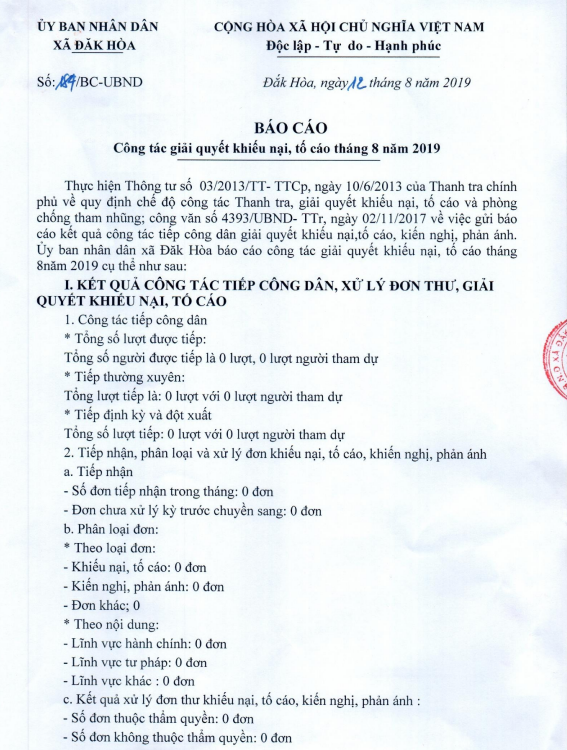 ỦY BAN NHÂN DÂN
XÃ ĐĂK HÒA
CỘNG HÒA XÃ HỘI CHỦ NGHĨA VIỆT NAM
Độc lập - Tự do - Hạnh phúc
Số: 189/BC-UBND
Đắk Hòa, ngày 12 tháng 8 năm 2019
BÁO CÁO
Công tác giải quyết khiếu nại, tố cáo tháng 8 năm 2019
Thực hiện Thông tư số 03/2013/TT- TTCp, ngày 10/6/2013 của Thanh tra chính
phủ về quy định chế độ công tác Thanh tra, giải quyết khiếu nại, tố cáo và phòng
chống tham nhũng; công văn số 4393/UBND- TTr, ngày 02/11/2017 về việc gửi báo
cáo kết quả công tác tiếp công dân giải quyết khiếu nại,tố cáo, kiến nghị, phản ánh.
Ủy ban nhân dân xã Đăk Hòa báo cáo công tác giải quyết khiếu nại, tố cáo tháng
8năm 2019 cụ thể như sau:
I. KẾT QUẢ CÔNG TÁC TIẾP CÔNG DÂN, XỬ LÝ ĐƠN THƯ, GIẢI
QUYẾT KHIẾU NẠI, TỐ CÁO
1. Công tác tiếp công dân
* Tổng số lượt được tiếp:
Tổng số người được tiếp là 0 lượt, 0 lượt người tham dự
* Tiếp thường xuyên:
Tổng lượt tiếp là: 0 lượt với 0 lượt người tham dự
* Tiếp định kỳ và đột xuất
Tổng số lượt tiếp: 0 lượt với 0 lượt người tham dự
2. Tiếp nhận, phân loại và xử lý đơn khiếu nại, tố cáo, khiến nghị, phản ánh
a. Tiếp nhận
- Số đơn tiếp nhận trong tháng: 0 đơn
- Đơn chưa xử lý kỳ trước chuyển sang: 0 đơn
b. Phân loại đơn:
* Theo loại đơn:
- Khiếu nại, tố cáo: 0 đơn
- Kiến nghị, phản ánh: 0 đơn
- Đơn khác; 0
* Theo nội dung:
- Lĩnh vực hành chính: 0 đơn
- Lĩnh vực tư pháp: 0 đơn
- Lĩnh vực khác : 0 đơn
c. Kết quả xử lý đơn thư khiếu nại, tố cáo, kiến nghị, phản ánh :
- Số đơn thuộc thẩm quyền: 0 đơn
- Số đơn không thuộc thẩm quyền: 0 đơn